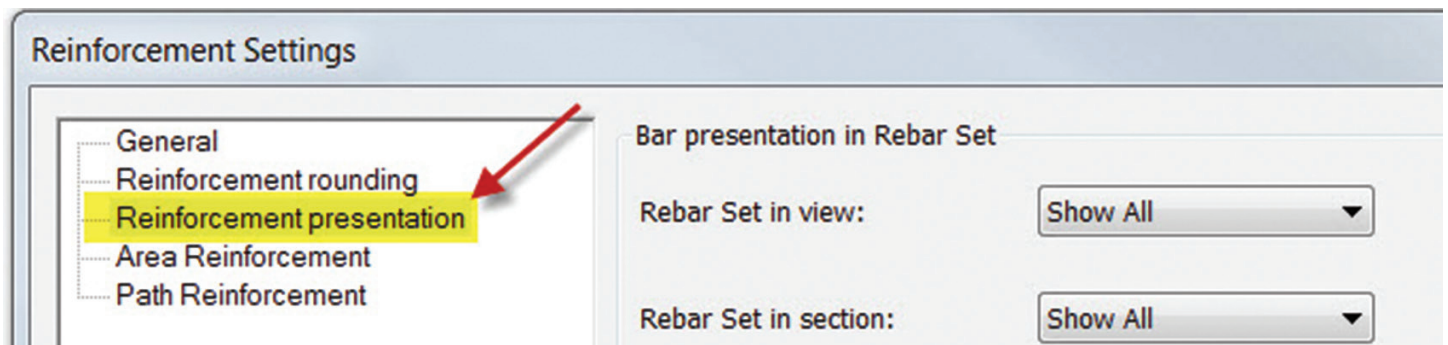 Reinforcement Settings
General
Reinforcement rounding
Reinforcement presentation
Area Reinforcement
Path Reinforcement
Bar presentation in Rebar Set
Rebar Set in view: Show All
Rebar Set in section: Show All